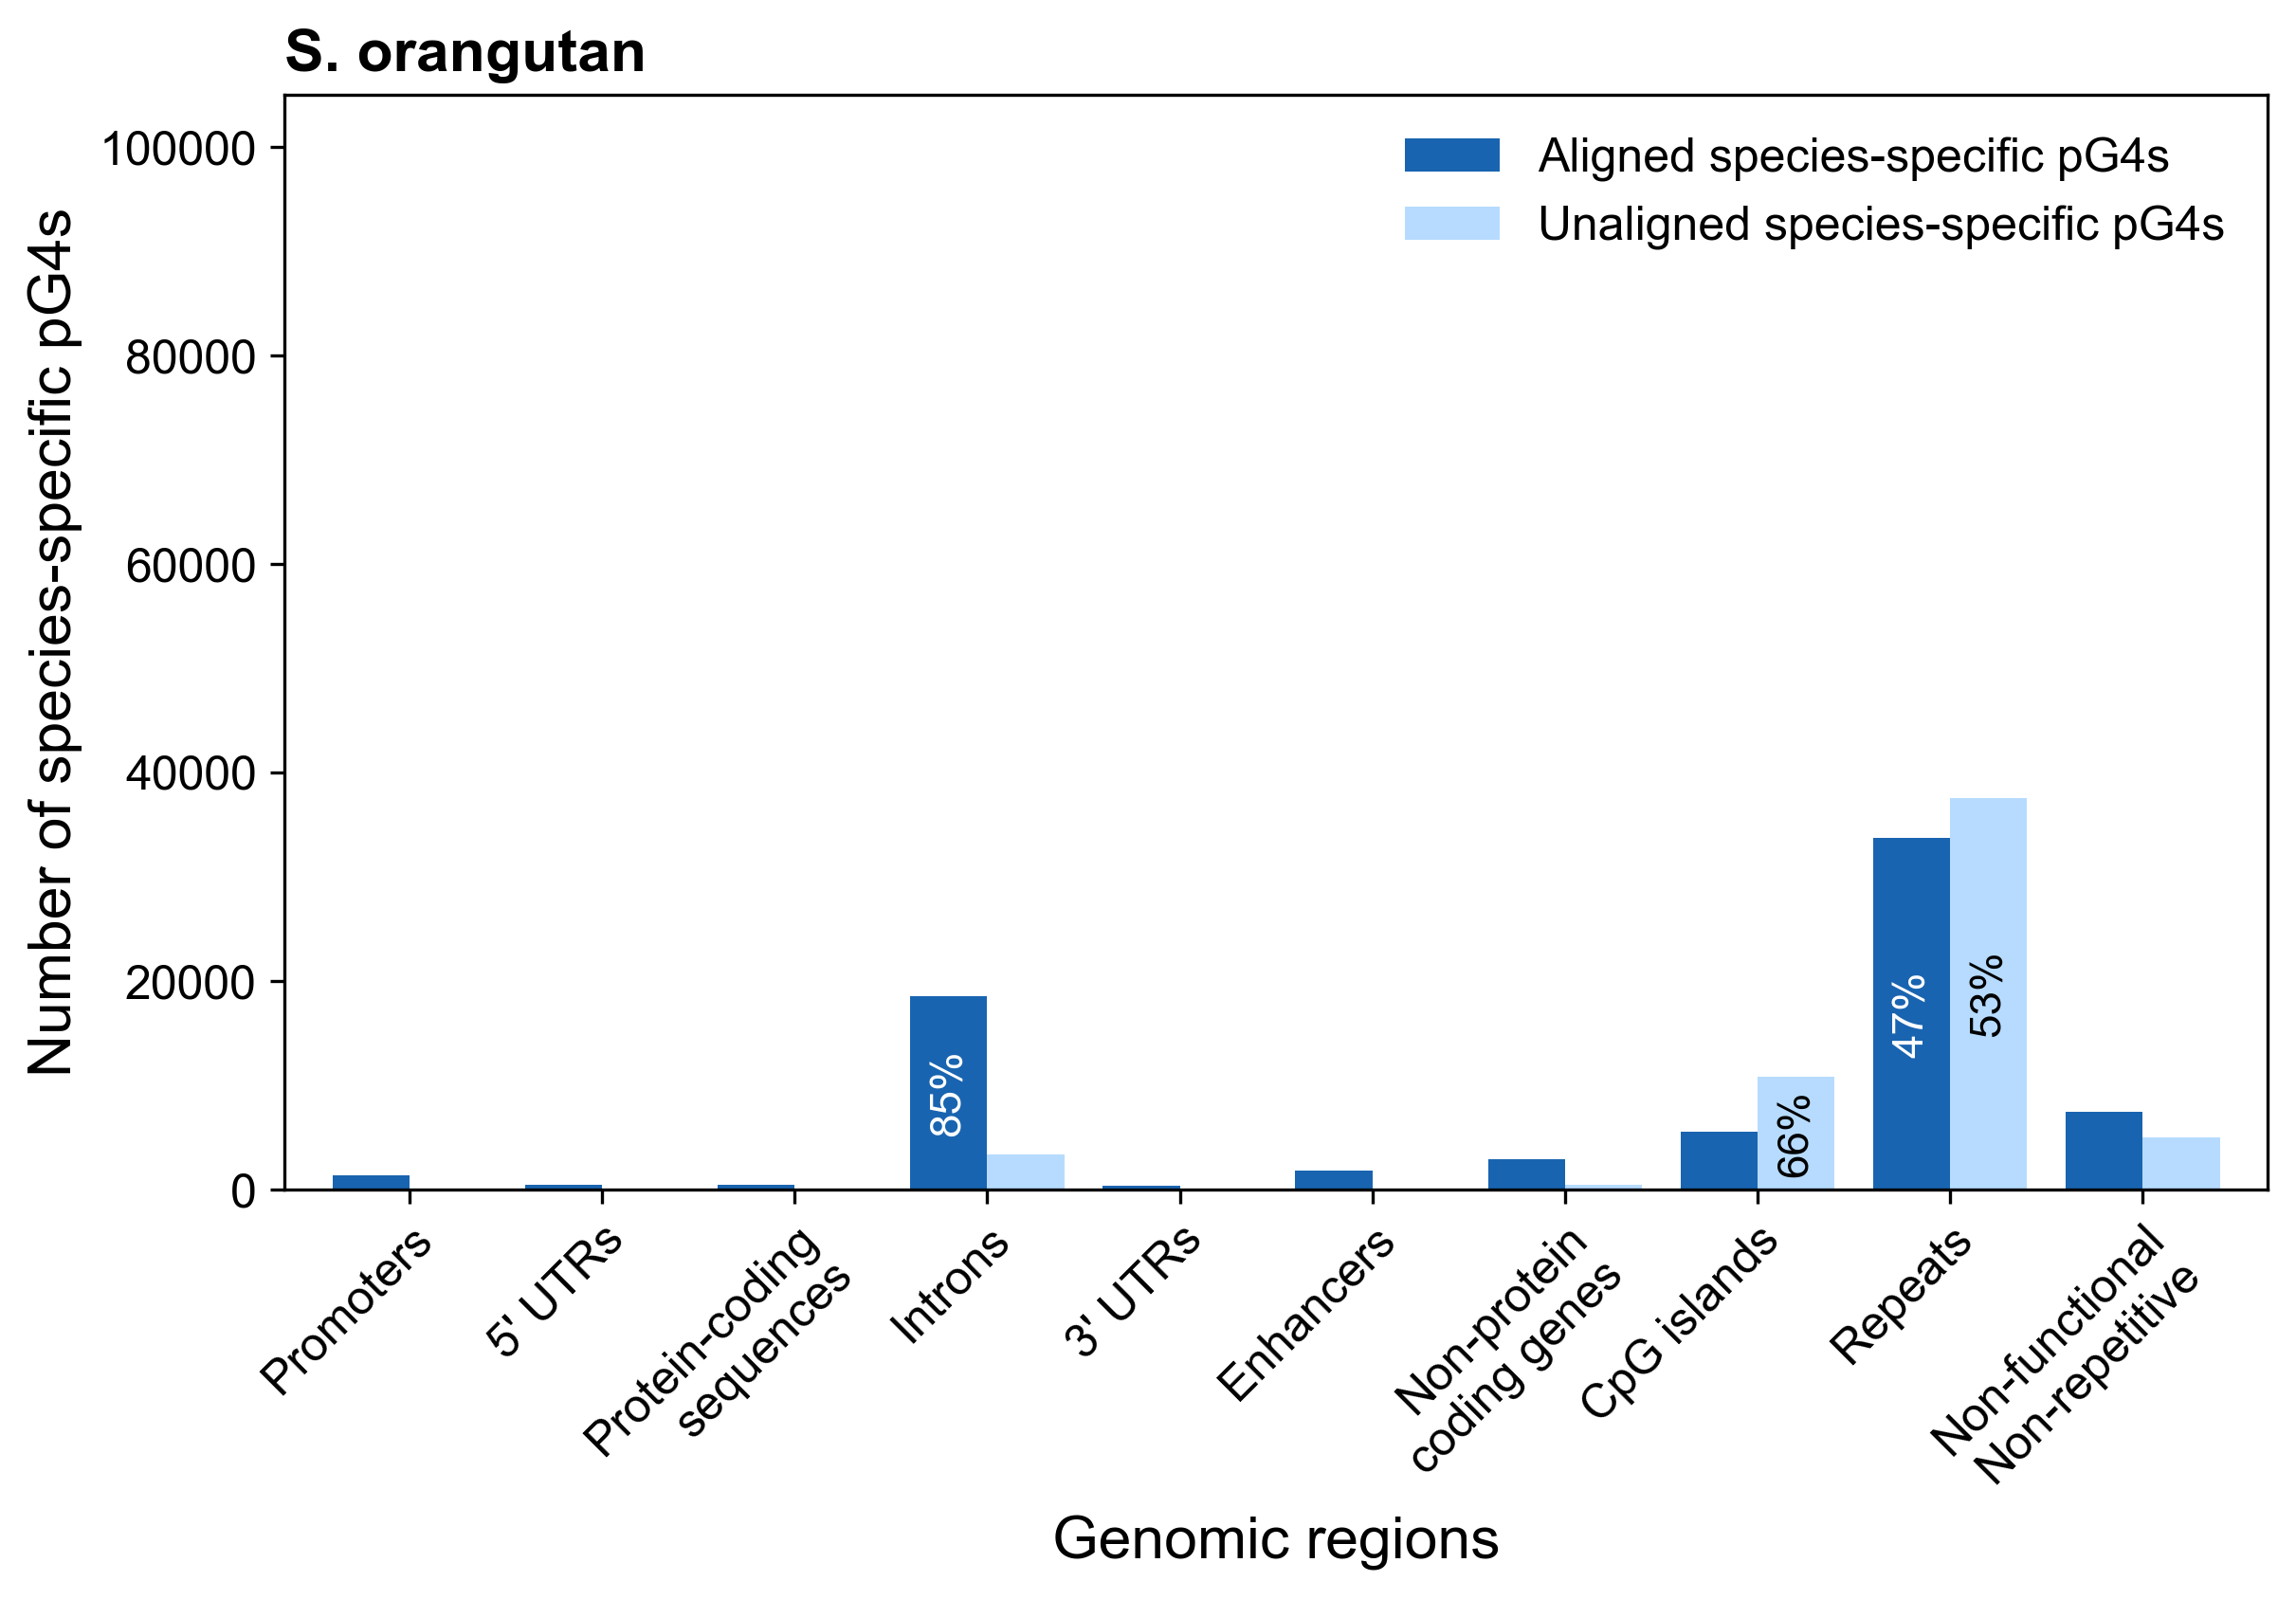 S. orangutan
Number of species-specific pG4s
100000
80000
60000
40000
20000
0
Aligned species-specific pG4s
Unaligned species-specific pG4s
85%
66%
47%
53%
Promoters
5' UTRs
Protein-coding
sequences
Introns
3' UTRs
Enhancers
Non-protein
coding genes
CpG islands
Repeats
Non-functional
Non-repetitive
Genomic regions